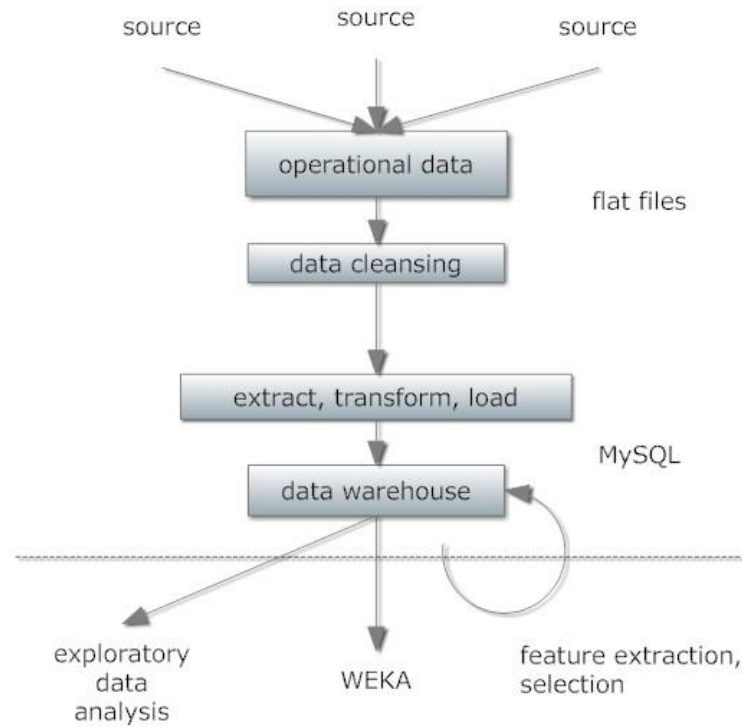 source
source
source
operational data
flat files
data cleansing
extract, transform, load
MySQL
data warehouse
exploratory
data
analysis
WEKA
feature extraction,
selection